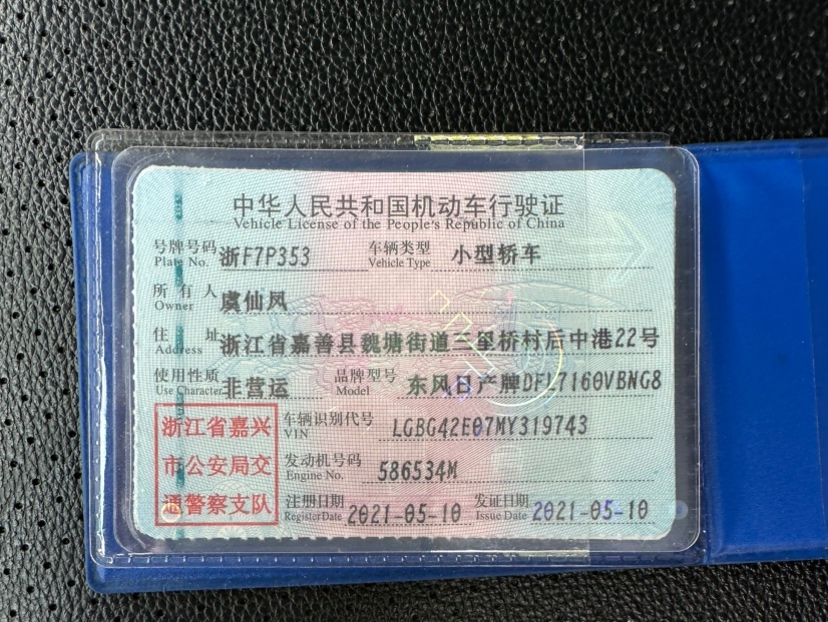 中华人民共和国机动车行驶证
Vehicle License of the People's Republic of China
号牌号码 浙F7P353 车辆类型 小型轿车
Plate No. Vehicle Type
所有人 虞仙凤
Owner
住址 浙江省嘉善县魏塘街道三里桥村后中港22号
Address
使用性质 非营运 品牌型号 东风日产牌DFL7160VBNG8
Use Character Model
浙江省嘉兴 车辆识别代号 LGBG42E07MY319743
VIN
市公安局交 发动机号码 586534M
Engine No.
通警察支队 注册日期 2021-05-10 发证日期 2021-05-10
Register Date Issue Date